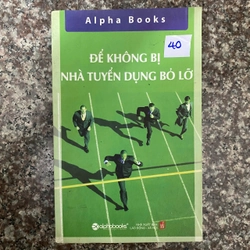 Alpha Books
40
ĐỂ KHÔNG BỊ
NHÀ TUYỂN DỤNG BỎ LỠ
alphabooks